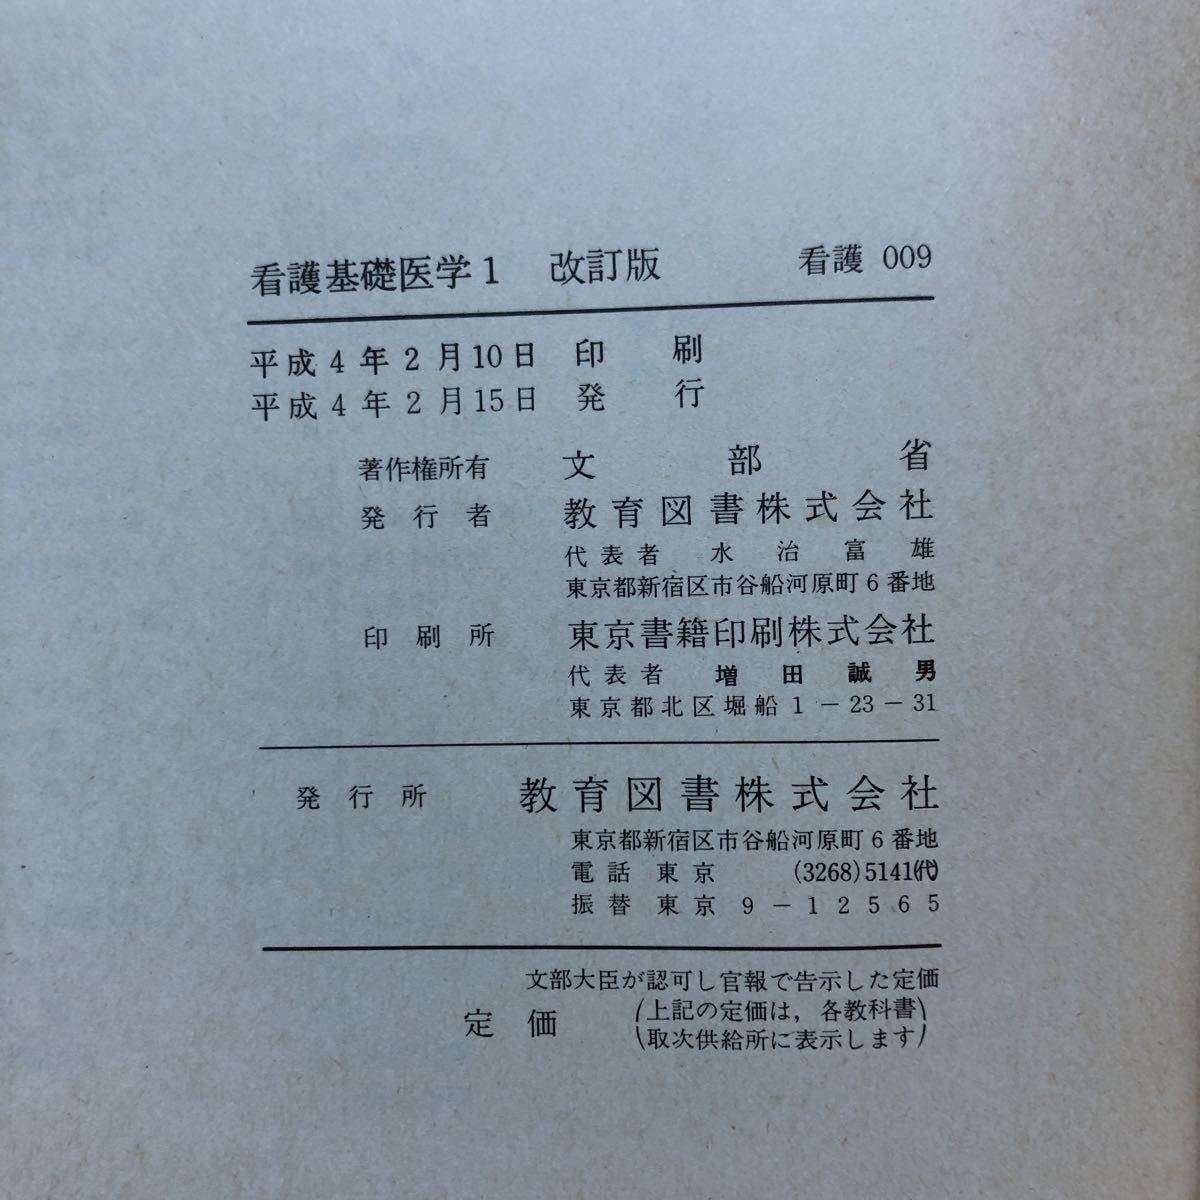 看護基礎医学1　改訂版　看護 009
平成4年2月10日 印刷
平成4年2月15日 発行
著作権所有　文部省
発行者　教育図書株式会社
代表者　水治富雄
東京都新宿区市谷船河原町6番地
印刷所　東京書籍印刷株式会社
代表者　増田誠男
東京都北区堀船1-23-31
発行所　教育図書株式会社
東京都新宿区市谷船河原町6番地
電話 東京 (3268)5141(代)
振替 東京 9-12565
文部大臣が認可し官報で告示した定価
定価 (上記の定価は，各教科書
取次供給所に表示します)